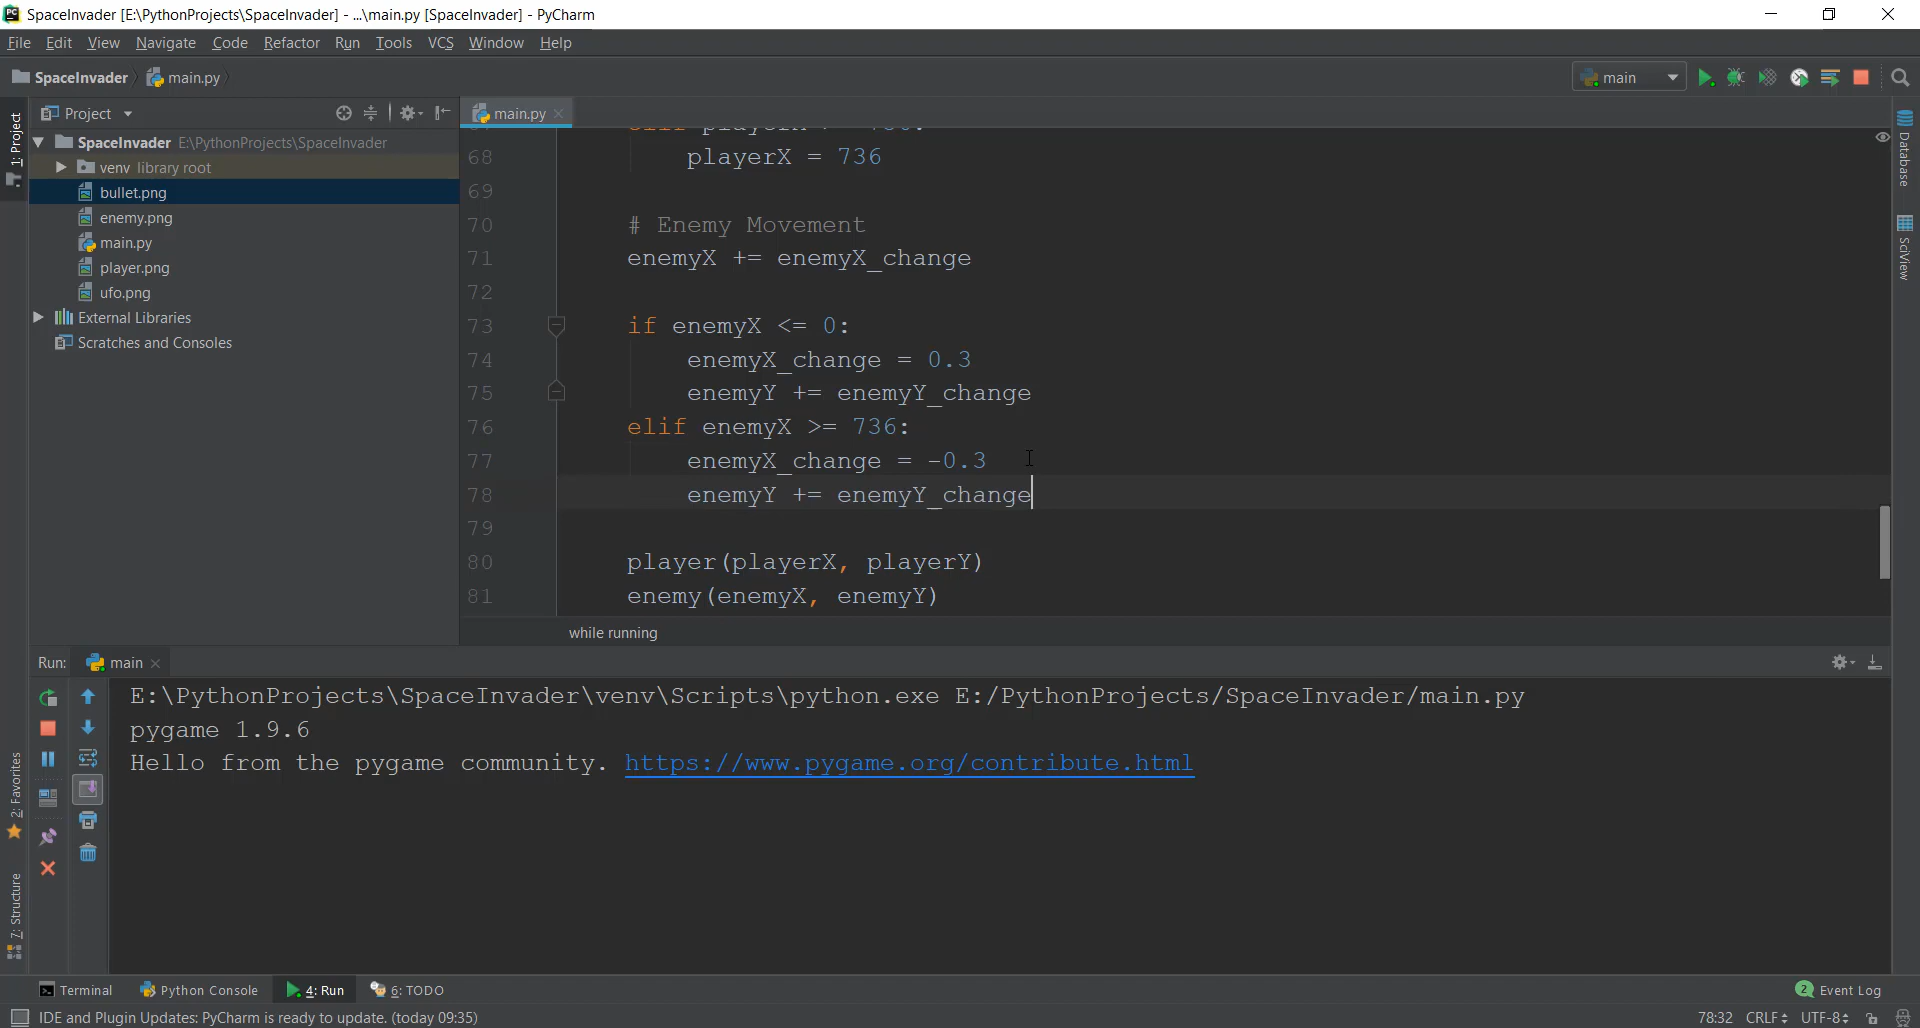 SpaceInvader [E:\PythonProjects\SpaceInvader] - ...\main.py [SpaceInvader] - PyCharm
File Edit View Navigate Code Refactor Run Tools VCS Window Help
SpaceInvader main.py
main
Project
main.py
1: Project
SpaceInvader E:\PythonProjects\SpaceInvader
venv library root
bullet.png
enemy.png
main.py
player.png
ufo.png
External Libraries
Scratches and Consoles
68 playerX = 736
69
70 # Enemy Movement
71 enemyX += enemyX_change
72
73 if enemyX <= 0:
74 enemyX_change = 0.3
75 enemyY += enemyY_change
76 elif enemyX >= 736:
77 enemyX_change = -0.3
78 enemyY += enemyY_change
79
80 player(playerX, playerY)
81 enemy(enemyX, enemyY)
while running
Database
SciView
Run: main
E:\PythonProjects\SpaceInvader\venv\Scripts\python.exe E:/PythonProjects/SpaceInvader/main.py
pygame 1.9.6
Hello from the pygame community. https://www.pygame.org/contribute.html
2: Favorites
7: Structure
Terminal Python Console 4: Run 6: TODO
2 Event Log
IDE and Plugin Updates: PyCharm is ready to update. (today 09:35)
78:32 CRLF UTF-8